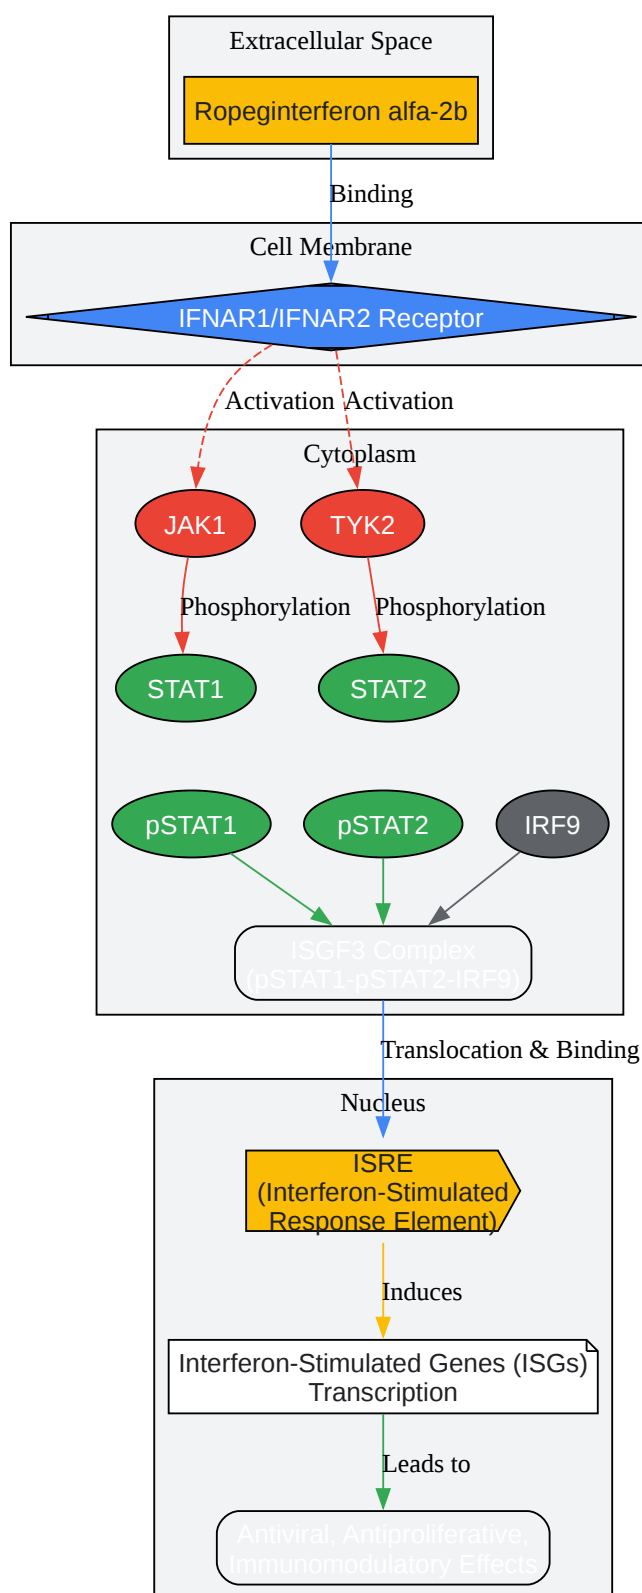 Extracellular Space
Ropeginterferon alfa-2b
Binding
Cell Membrane
IFNAR1/IFNAR2 Receptor
Activation
Activation
Cytoplasm
JAK1
TYK2
Phosphorylation
Phosphorylation
STAT1
STAT2
pSTAT1
pSTAT2
IRF9
ISGF3 Complex
(pSTAT1-pSTAT2-IRF9)
Translocation & Binding
Nucleus
ISRE
(Interferon-Stimulated
Response Element)
Induces
Interferon-Stimulated Genes (ISGs)
Transcription
Leads to
Antiviral, Antiproliferative,
Immunomodulatory Effects